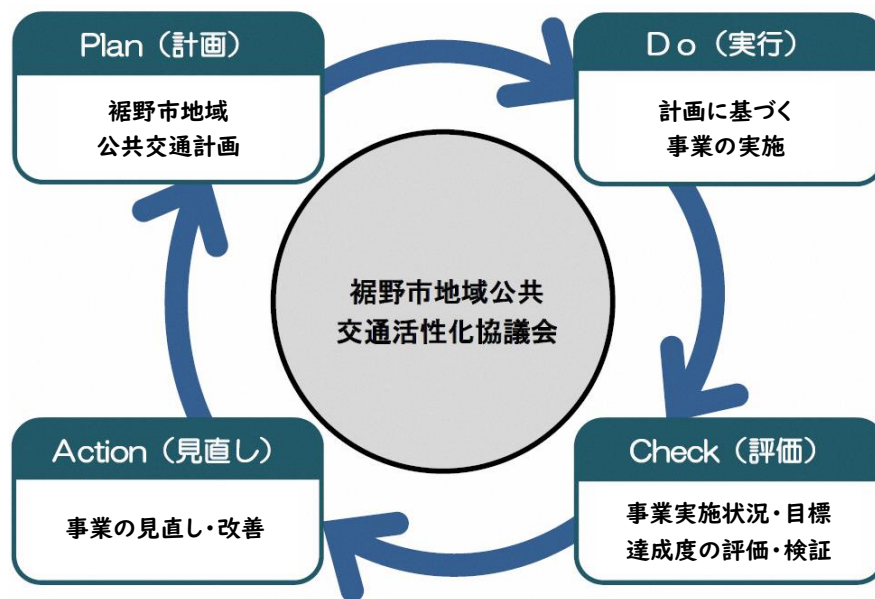 Plan（計画）
裾野市地域
公共交通計画
Do（実行）
計画に基づく
事業の実施
裾野市地域公共
交通活性化協議会
Action（見直し）
事業の見直し・改善
Check（評価）
事業実施状況・目標
達成度の評価・検証